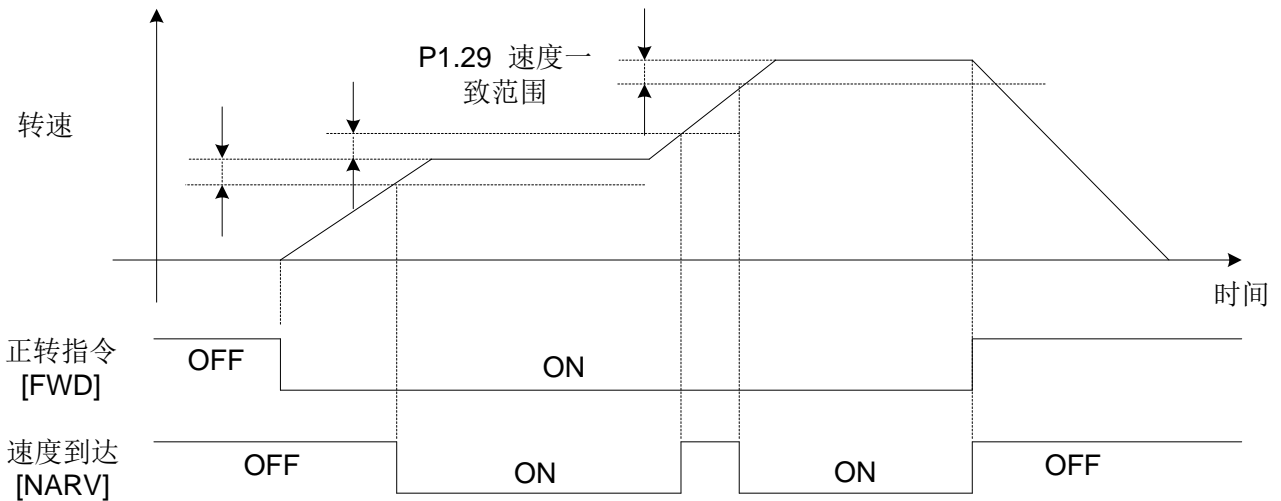 P1.29 速度一
致范围
转速
时间
正转指令
[FWD]
OFF
ON
速度到达
[NARV]
OFF
ON
ON
OFF